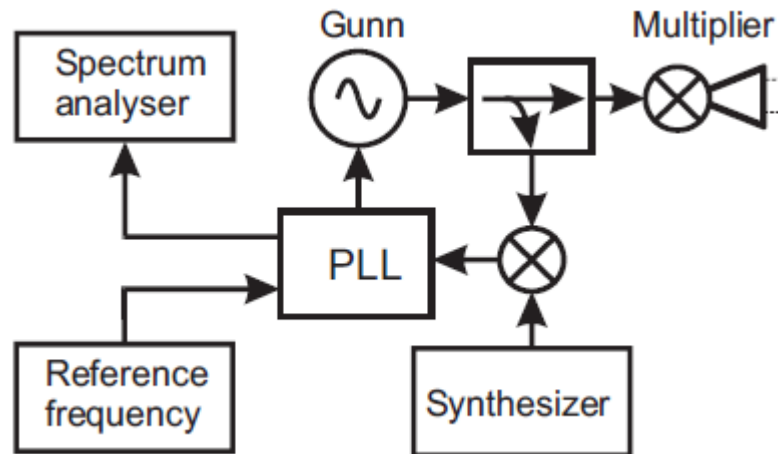 Gunn
Multiplier
Spectrum
analyser
PLL
Reference
frequency
Synthesizer